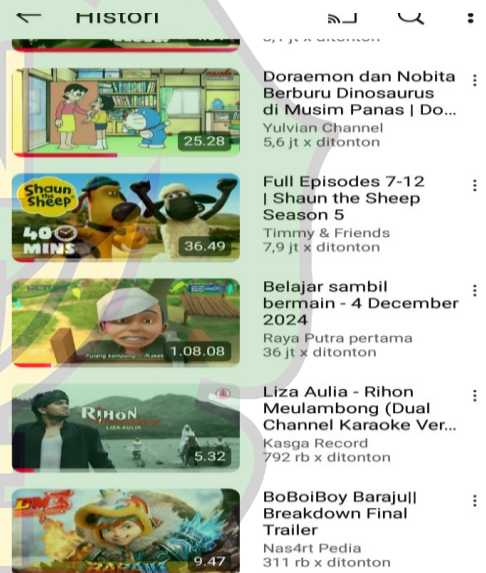 Histori
Doraemon dan Nobita
Berburu Dinosaurus
di Musim Panas | Do...
Yulvian Channel
5,6 jt x ditonton
25.28
Full Episodes 7-12
| Shaun the Sheep
Season 5
Timmy & Friends
7,9 jt x ditonton
Shaun
the
Sheep
40
MINS
36.49
Belajar sambil
bermain - 4 December
2024
Raya Putra pertama
36 jt x ditonton
Pulang kampung
1.08.08
Liza Aulia - Rihon
Meulambong (Dual
Channel Karaoke Ver...
Kasga Record
792 rb x ditonton
RIHON
MEULAMBONG
LIZA AULIA
5.32
BoBoiBoy Baraju||
Breakdown Final
Trailer
Nas4rt Pedia
311 rb x ditonton
9.47